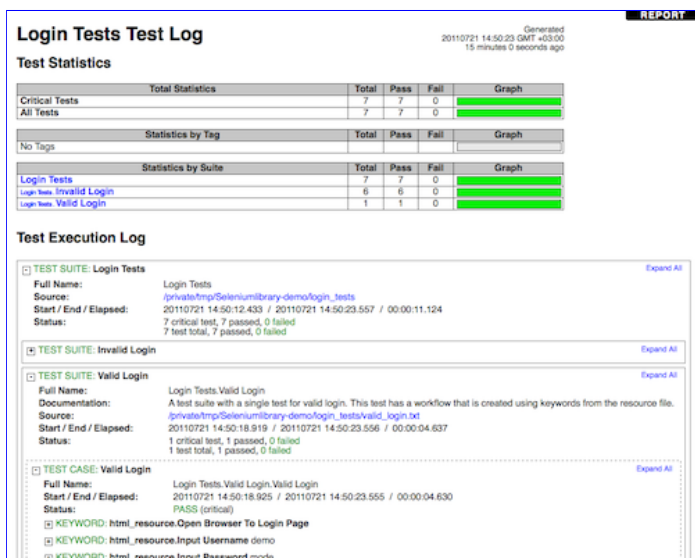 REPORT
Login Tests Test Log
Generated
20110721 14:50:23 GMT +03:00
15 minutes 0 seconds ago
Test Statistics
Total Statistics Total Pass Fail Graph
Critical Tests 7 7 0
All Tests 7 7 0
Statistics by Tag Total Pass Fail Graph
No Tags
Statistics by Suite Total Pass Fail Graph
Login Tests 7 7 0
Login Tests. Invalid Login 6 6 0
Login Tests. Valid Login 1 1 0
Test Execution Log
- TEST SUITE: Login Tests Expand All
Full Name: Login Tests
Source: /private/tmp/Seleniumlibrary-demo/login_tests
Start / End / Elapsed: 20110721 14:50:12.433 / 20110721 14:50:23.557 / 00:00:11.124
Status: 7 critical test, 7 passed, 0 failed
7 test total, 7 passed, 0 failed
+ TEST SUITE: Invalid Login Expand All
- TEST SUITE: Valid Login Expand All
Full Name: Login Tests.Valid Login
Documentation: A test suite with a single test for valid login. This test has a workflow that is created using keywords from the resource file.
Source: /private/tmp/Seleniumlibrary-demo/login_tests/valid_login.txt
Start / End / Elapsed: 20110721 14:50:18.919 / 20110721 14:50:23.556 / 00:00:04.637
Status: 1 critical test, 1 passed, 0 failed
1 test total, 1 passed, 0 failed
- TEST CASE: Valid Login Expand All
Full Name: Login Tests.Valid Login.Valid Login
Start / End / Elapsed: 20110721 14:50:18.925 / 20110721 14:50:23.555 / 00:00:04.630
Status: PASS (critical)
+ KEYWORD: html_resource.Open Browser To Login Page
+ KEYWORD: html_resource.Input Username demo
+ KEYWORD: html_resource.Input Password mode